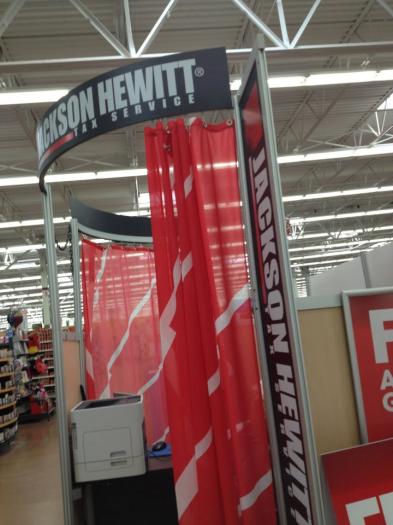 JACKSON HEWITT®
TAX SERVICE
JACKSON HEWITT
F
A
G
F